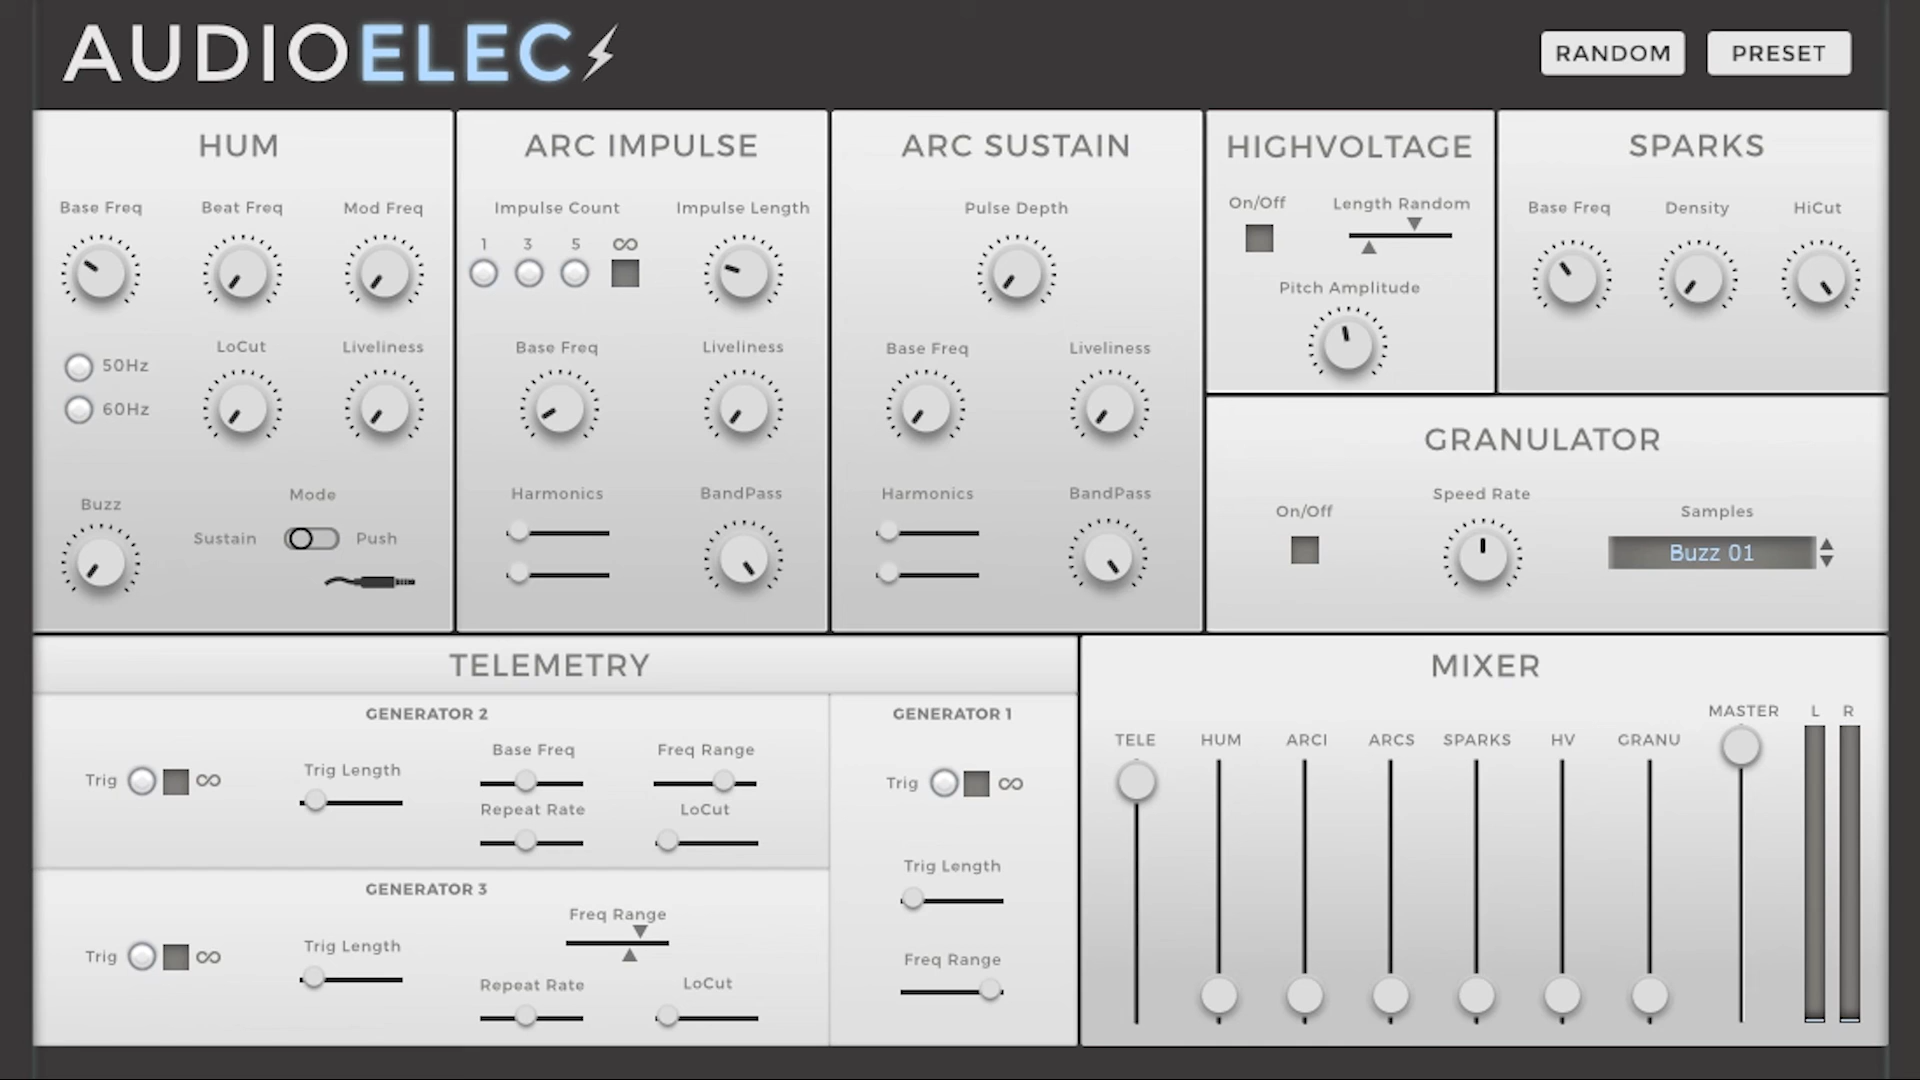 AUDIOELEC
RANDOM
PRESET
HUM
Base Freq
Beat Freq
Mod Freq
50Hz
60Hz
LoCut
Liveliness
Buzz
Mode
Sustain
Push
ARC IMPULSE
Impulse Count
Impulse Length
1 3 5 ∞
Base Freq
Liveliness
Harmonics
BandPass
ARC SUSTAIN
Pulse Depth
Base Freq
Liveliness
Harmonics
BandPass
HIGHVOLTAGE
On/Off
Length Random
Pitch Amplitude
SPARKS
Base Freq
Density
HiCut
GRANULATOR
On/Off
Speed Rate
Samples
Buzz 01
TELEMETRY
GENERATOR 2
Trig
∞
Trig Length
Base Freq
Freq Range
Repeat Rate
LoCut
GENERATOR 3
Trig
∞
Trig Length
Freq Range
Repeat Rate
LoCut
GENERATOR 1
Trig
∞
Trig Length
Freq Range
MIXER
TELE
HUM
ARCI
ARCS
SPARKS
HV
GRANU
MASTER
L
R